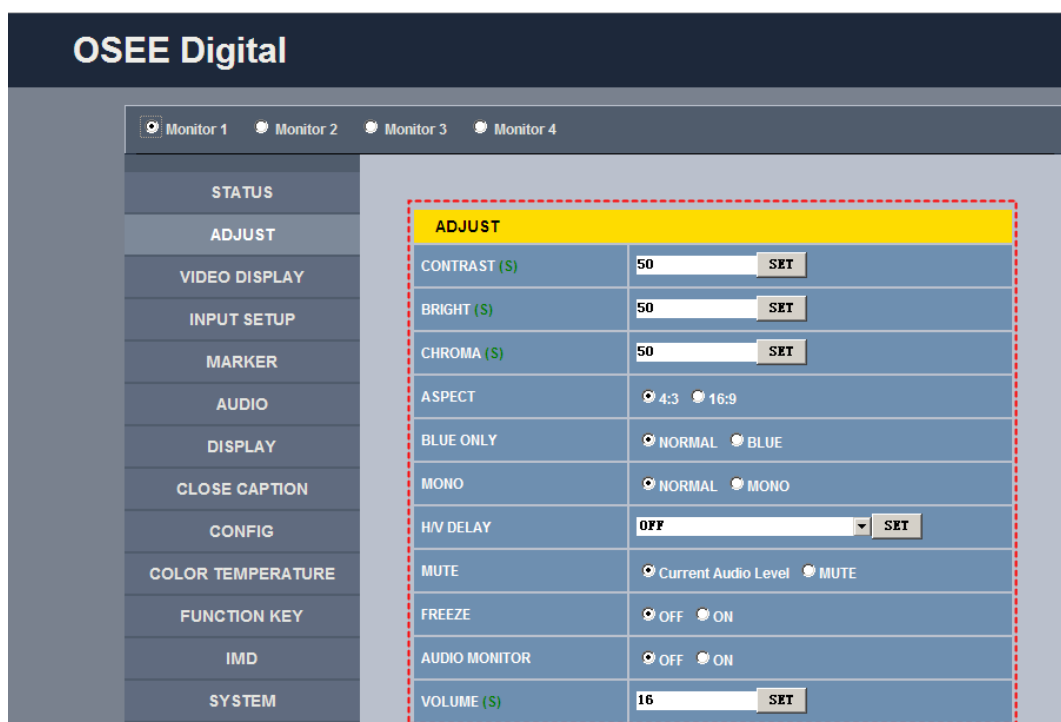 OSEE Digital
Monitor 1 Monitor 2 Monitor 3 Monitor 4
STATUS
ADJUST
VIDEO DISPLAY
INPUT SETUP
MARKER
AUDIO
DISPLAY
CLOSE CAPTION
CONFIG
COLOR TEMPERATURE
FUNCTION KEY
IMD
SYSTEM
ADJUST
CONTRAST (S) 50 SET
BRIGHT (S) 50 SET
CHROMA (S) 50 SET
ASPECT 4:3 16:9
BLUE ONLY NORMAL BLUE
MONO NORMAL MONO
H/V DELAY OFF SET
MUTE Current Audio Level MUTE
FREEZE OFF ON
AUDIO MONITOR OFF ON
VOLUME (S) 16 SET